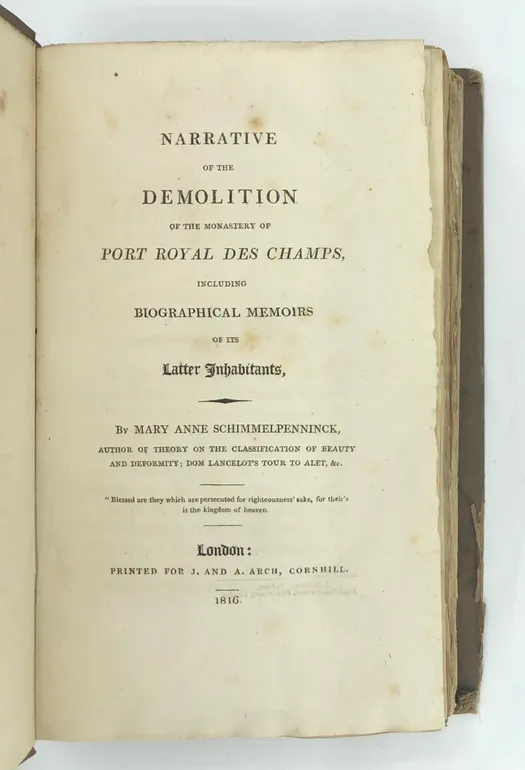 NARRATIVE
OF THE
DEMOLITION
OF THE MONASTERY OF
PORT ROYAL DES CHAMPS,
INCLUDING
BIOGRAPHICAL MEMOIRS
OF ITS
Latter Inhabitants,
By MARY ANNE SCHIMMELPENNINCK,
AUTHOR OF THEORY ON THE CLASSIFICATION OF BEAUTY
AND DEFORMITY; DOM LANCELOT'S TOUR TO ALET, &c.
"Blessed are they which are persecuted for righteousness' sake, for their's
is the kingdom of heaven.
London:
PRINTED FOR J. AND A. ARCH, CORNHILL.
1816.